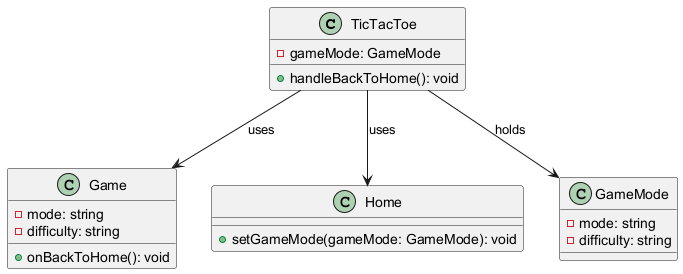 C TicTacToe
gameMode: GameMode
handleBackToHome(): void
uses
uses
holds
C Game
mode: string
difficulty: string
onBackToHome(): void
C Home
setGameMode(gameMode: GameMode): void
C GameMode
mode: string
difficulty: string